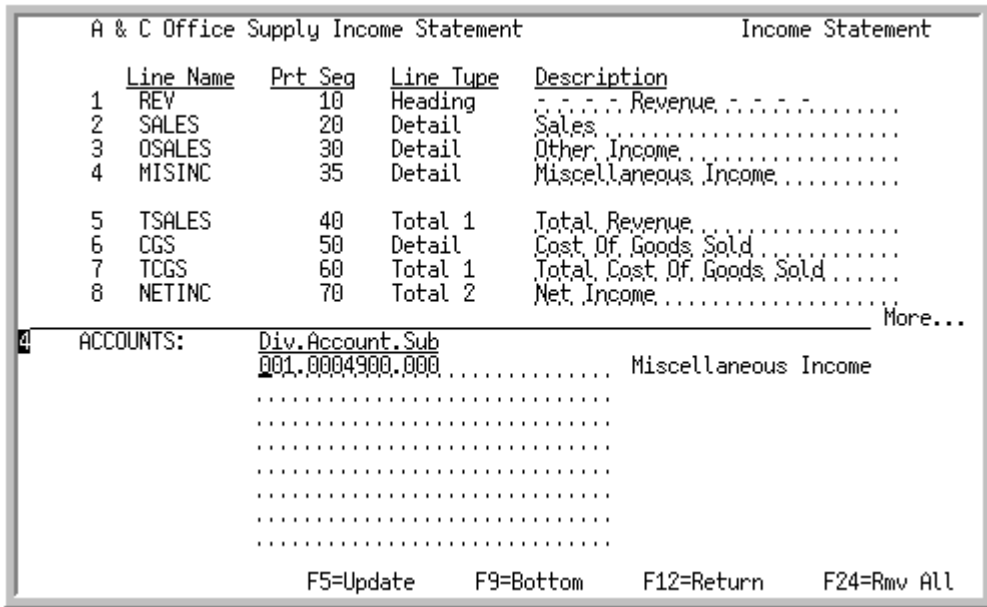 A & C Office Supply Income Statement Income Statement
Line Name Prt Seq Line Type Description
1 REV 10 Heading - - - - Revenue - - - -
2 SALES 20 Detail Sales
3 OSALES 30 Detail Other Income
4 MISINC 35 Detail Miscellaneous Income
5 TSALES 40 Total 1 Total Revenue
6 CGS 50 Detail Cost Of Goods Sold
7 TCGS 60 Total 1 Total Cost Of Goods Sold
8 NETINC 70 Total 2 Net Income
More...
4 ACCOUNTS: Div.Account.Sub
001.0004900.000 Miscellaneous Income
F5=Update F9=Bottom F12=Return F24=Rmv All